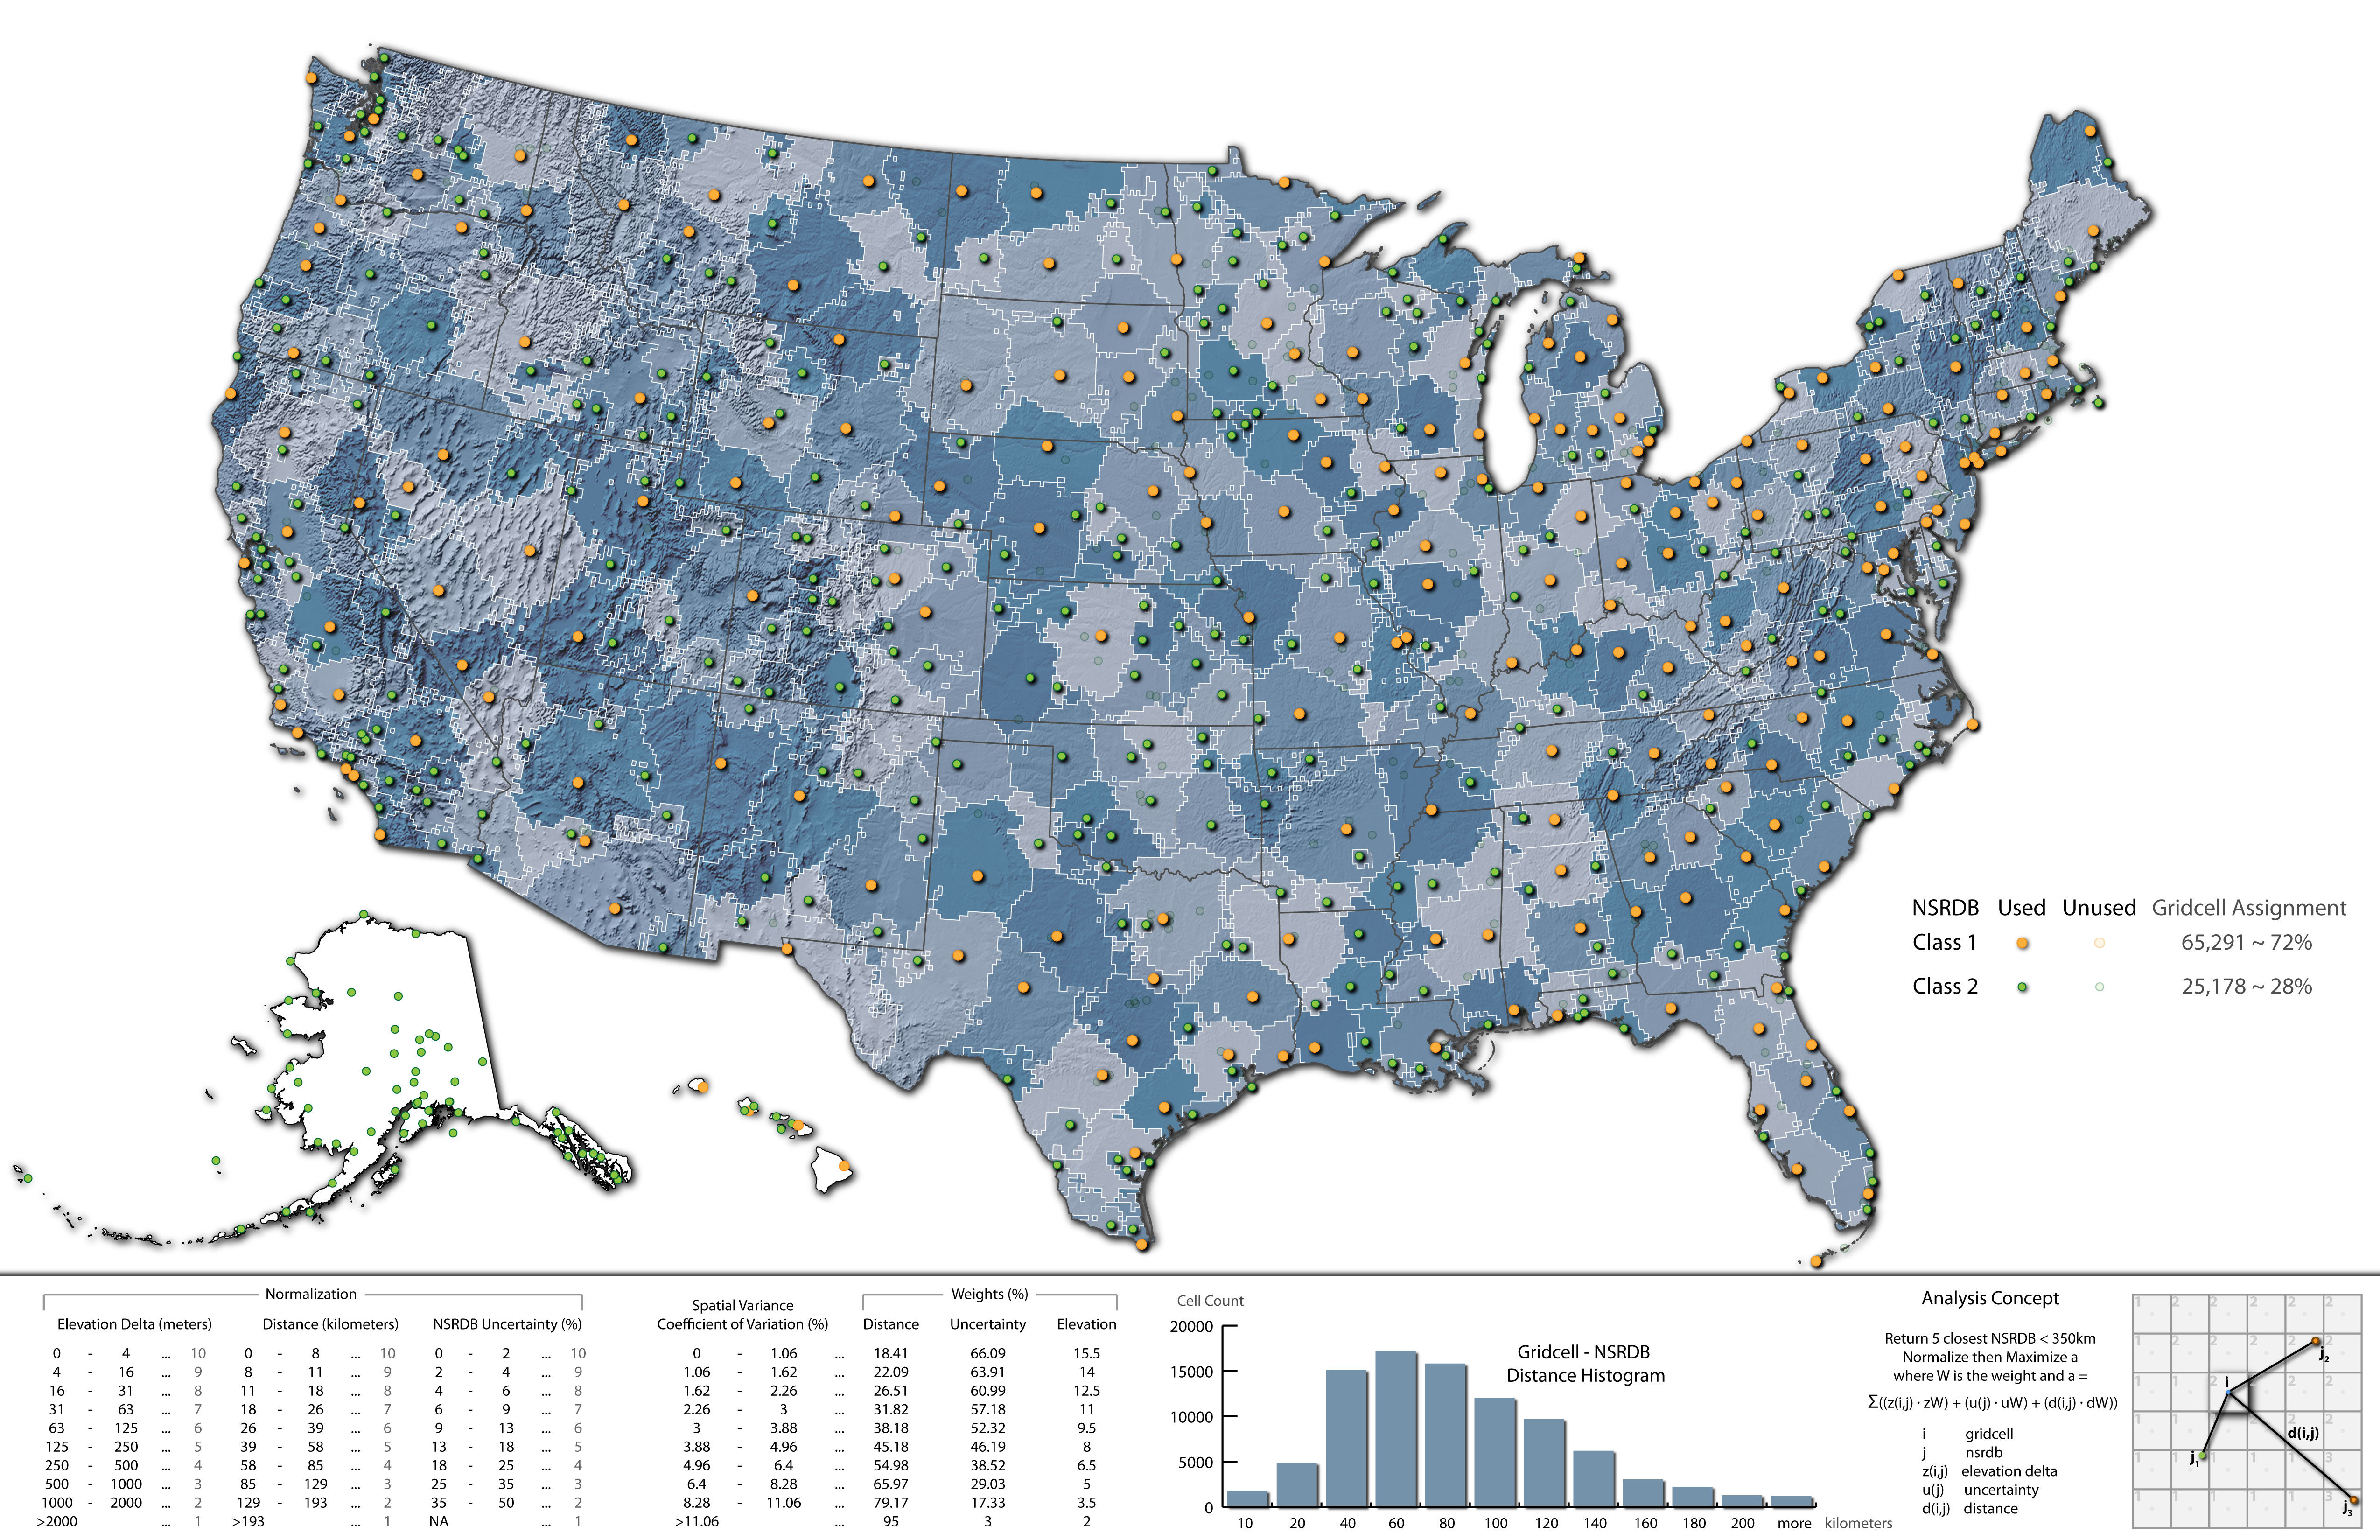 NSRDB Used Unused Gridcell Assignment
Class 1 65,291 ~ 72%
Class 2 25,178 ~ 28%
Normalization
Elevation Delta (meters) Distance (kilometers) NSRDB Uncertainty (%)
0 - 4 ... 10 0 - 8 ... 10 0 - 2 ... 10
4 - 16 ... 9 8 - 11 ... 9 2 - 4 ... 9
16 - 31 ... 8 11 - 18 ... 8 4 - 6 ... 8
31 - 63 ... 7 18 - 26 ... 7 6 - 9 ... 7
63 - 125 ... 6 26 - 39 ... 6 9 - 13 ... 6
125 - 250 ... 5 39 - 58 ... 5 13 - 18 ... 5
250 - 500 ... 4 58 - 85 ... 4 18 - 25 ... 4
500 - 1000 ... 3 85 - 129 ... 3 25 - 35 ... 3
1000 - 2000 ... 2 129 - 193 ... 2 35 - 50 ... 2
>2000 ... 1 >193 ... 1 NA ... 1
Weights (%)
Spatial Variance
Coefficient of Variation (%) Distance Uncertainty Elevation
0 - 1.06 ... 18.41 66.09 15.5
1.06 - 1.62 ... 22.09 63.91 14
1.62 - 2.26 ... 26.51 60.99 12.5
2.26 - 3 ... 31.82 57.18 11
3 - 3.88 ... 38.18 52.32 9.5
3.88 - 4.96 ... 45.18 46.19 8
4.96 - 6.4 ... 54.98 38.52 6.5
6.4 - 8.28 ... 65.97 29.03 5
8.28 - 11.06 ... 79.17 17.33 3.5
>11.06 ... 95 3 2
Cell Count
20000
15000
10000
5000
0
Gridcell - NSRDB
Distance Histogram
10 20 40 60 80 100 120 140 160 180 200 more kilometers
Analysis Concept
Return 5 closest NSRDB < 350km
Normalize then Maximize a
where W is the weight and a =
Σ((z(i,j) · zW) + (u(j) · uW) + (d(i,j) · dW))
i gridcell
j nsrdb
z(i,j) elevation delta
u(j) uncertainty
d(i,j) distance
1 2 2 2 2 2
j2
i
d(i,j)
j1
j3